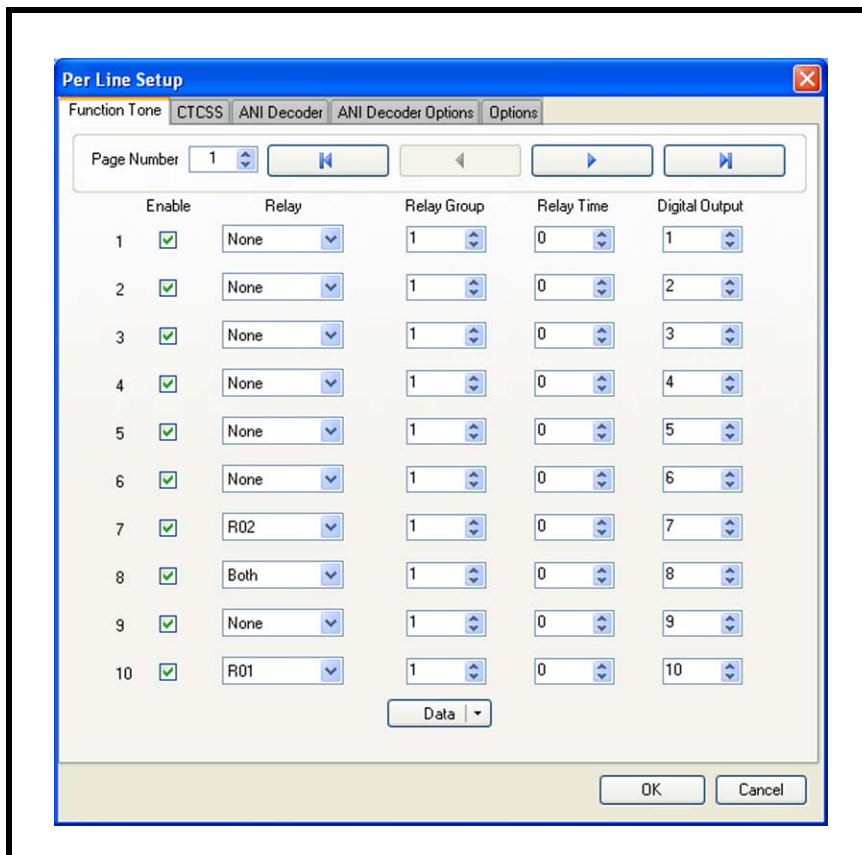 Per Line Setup
Function Tone CTCSS ANI Decoder ANI Decoder Options Options
Page Number 1
Enable Relay Relay Group Relay Time Digital Output
1 None 1 0 1
2 None 1 0 2
3 None 1 0 3
4 None 1 0 4
5 None 1 0 5
6 None 1 0 6
7 R02 1 0 7
8 Both 1 0 8
9 None 1 0 9
10 R01 1 0 10
Data
OK Cancel